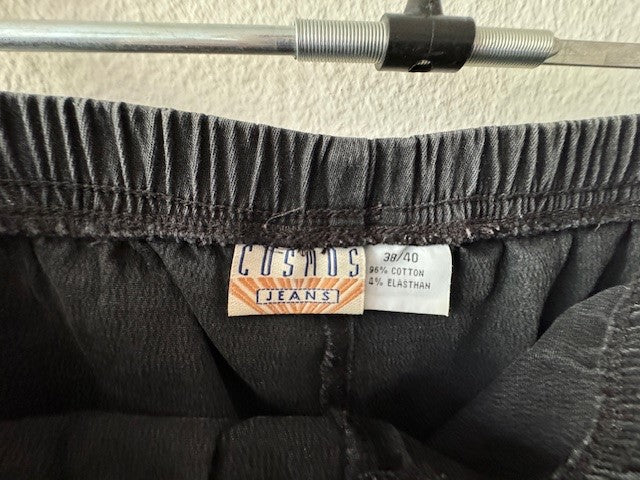 COSMOS
JEANS
38/40
96% COTTON
4% ELASTHAN